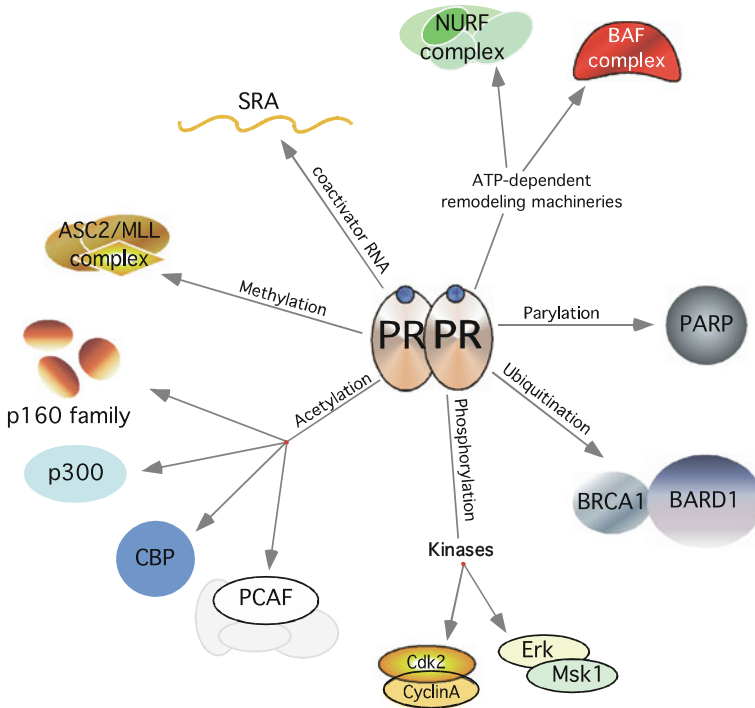 NURF
complex
BAF
complex
SRA
coactivator RNA
ATP-dependent
remodeling machineries
ASC2/MLL
complex
Methylation
PR PR
Parylation
PARP
p160 family
Acetylation
Phosphorylation
Ubiquitination
p300
BRCA1 BARD1
CBP
Kinases
PCAF
Cdk2
CyclinA
Erk
Msk1